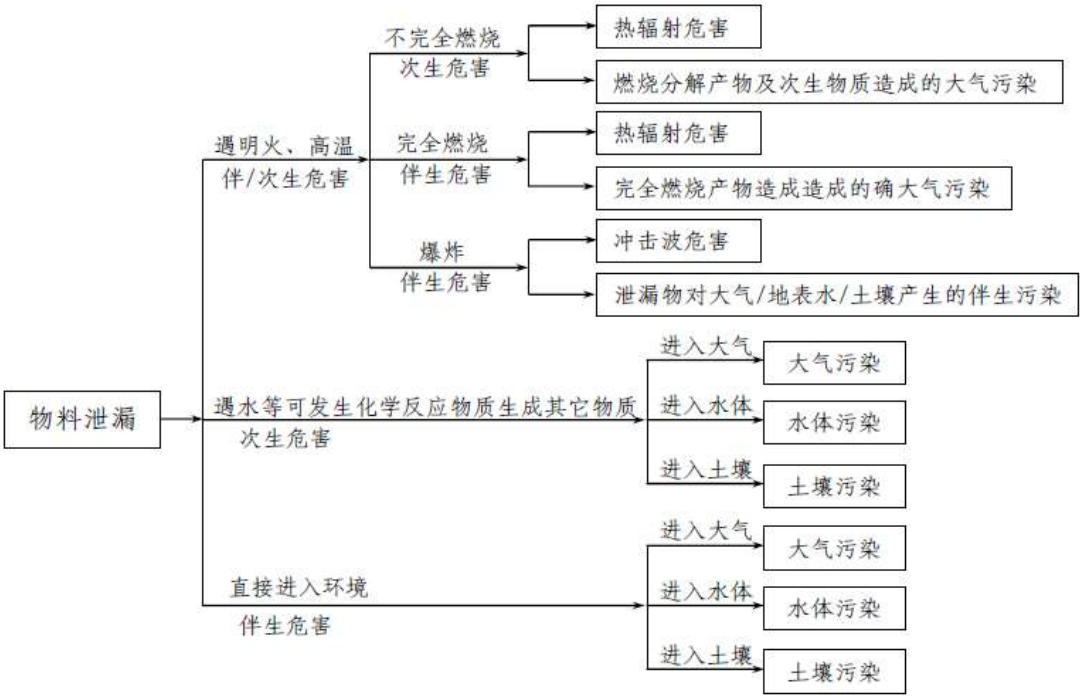 不完全燃烧
次生危害
热辐射危害
燃烧分解产物及次生物质造成的大气污染
遇明火、高温
伴/次生危害
完全燃烧
伴生危害
热辐射危害
完全燃烧产物造成造成的确大气污染
爆炸
伴生危害
冲击波危害
泄漏物对大气/地表水/土壤产生的伴生污染
物料泄漏
遇水等可发生化学反应物质生成其它物质
次生危害
进入大气
大气污染
进入水体
水体污染
进入土壤
土壤污染
直接进入环境
伴生危害
进入大气
大气污染
进入水体
水体污染
进入土壤
土壤污染